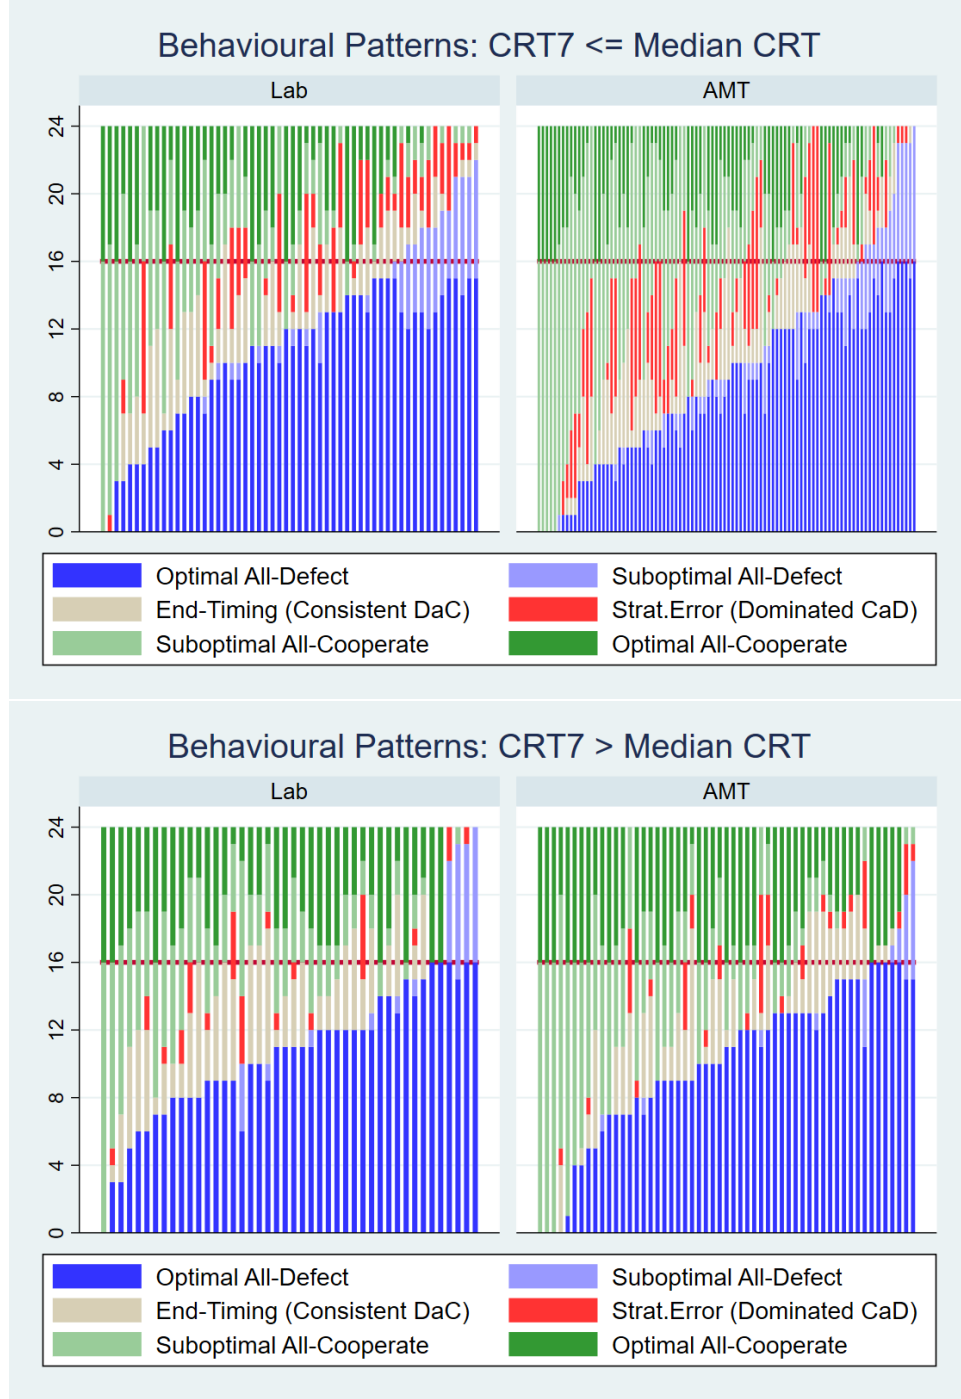 Behavioural Patterns: CRT7 <= Median CRT
Lab AMT
24
20
16
12
8
4
0
Optimal All-Defect Suboptimal All-Defect
End-Timing (Consistent DaC) Strat.Error (Dominated CaD)
Suboptimal All-Cooperate Optimal All-Cooperate
Behavioural Patterns: CRT7 > Median CRT
Lab AMT
24
20
16
12
8
4
0
Optimal All-Defect Suboptimal All-Defect
End-Timing (Consistent DaC) Strat.Error (Dominated CaD)
Suboptimal All-Cooperate Optimal All-Cooperate